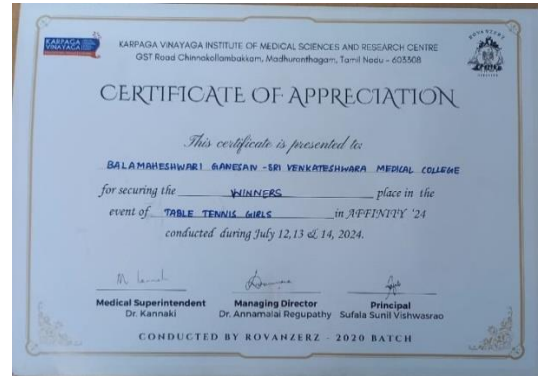 KARPAGA
VINAYAGA
KARPAGA VINAYAGA INSTITUTE OF MEDICAL SCIENCES AND RESEARCH CENTRE
GST Road Chinnakollambakkam, Madhuranthagam, Tamil Nadu - 603308
ROVANZERZ
CERTIFICATE OF APPRECIATION
This certificate is presented to:
BALAMAHESHWARI GANESAN -SRI VENKATESHWARA MEDICAL COLLEGE
for securing the WINNERS place in the
event of TABLE TENNIS GIRLS in AFFINITY '24
conducted during July 12,13 & 14, 2024.
Medical Superintendent Managing Director Principal
Dr. Kannaki Dr. Annamalai Regupathy Sufala Sunil Vishwasrao
CONDUCTED BY ROVANZERZ - 2020 BATCH